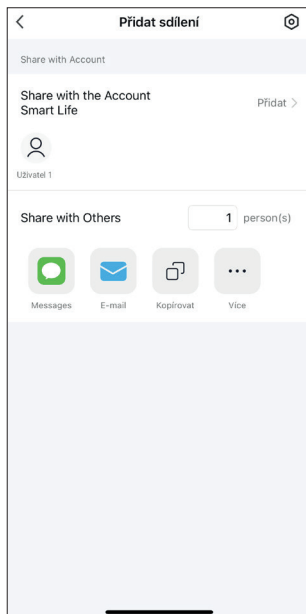 Přidat sdílení
Share with Account
Share with the Account
Smart Life
Přidat
Uživatel 1
Share with Others
1 person(s)
Messages
E-mail
Kopírovat
Více